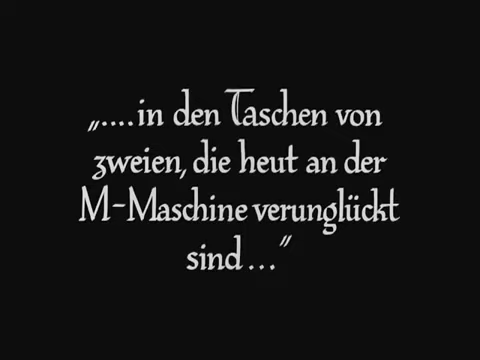 „....in den Taschen von
zweien, die heut an der
M-Maschine verunglückt
sind...”